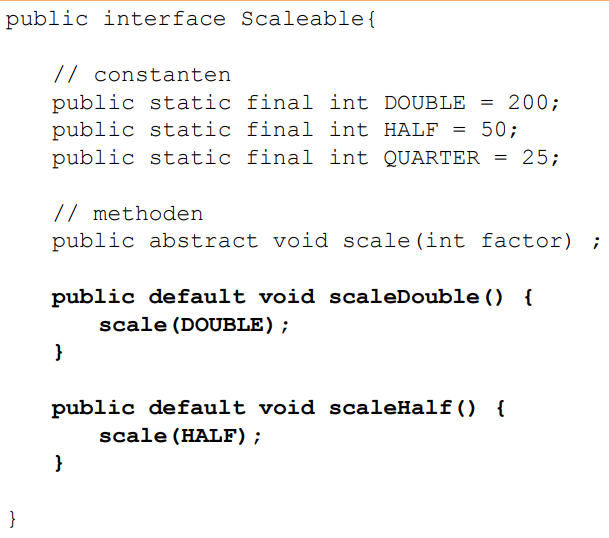 public interface Scaleable{
// constanten
public static final int DOUBLE = 200;
public static final int HALF = 50;
public static final int QUARTER = 25;
// methoden
public abstract void scale(int factor) ;
public default void scaleDouble() {
scale(DOUBLE);
}
public default void scaleHalf() {
scale(HALF);
}
}